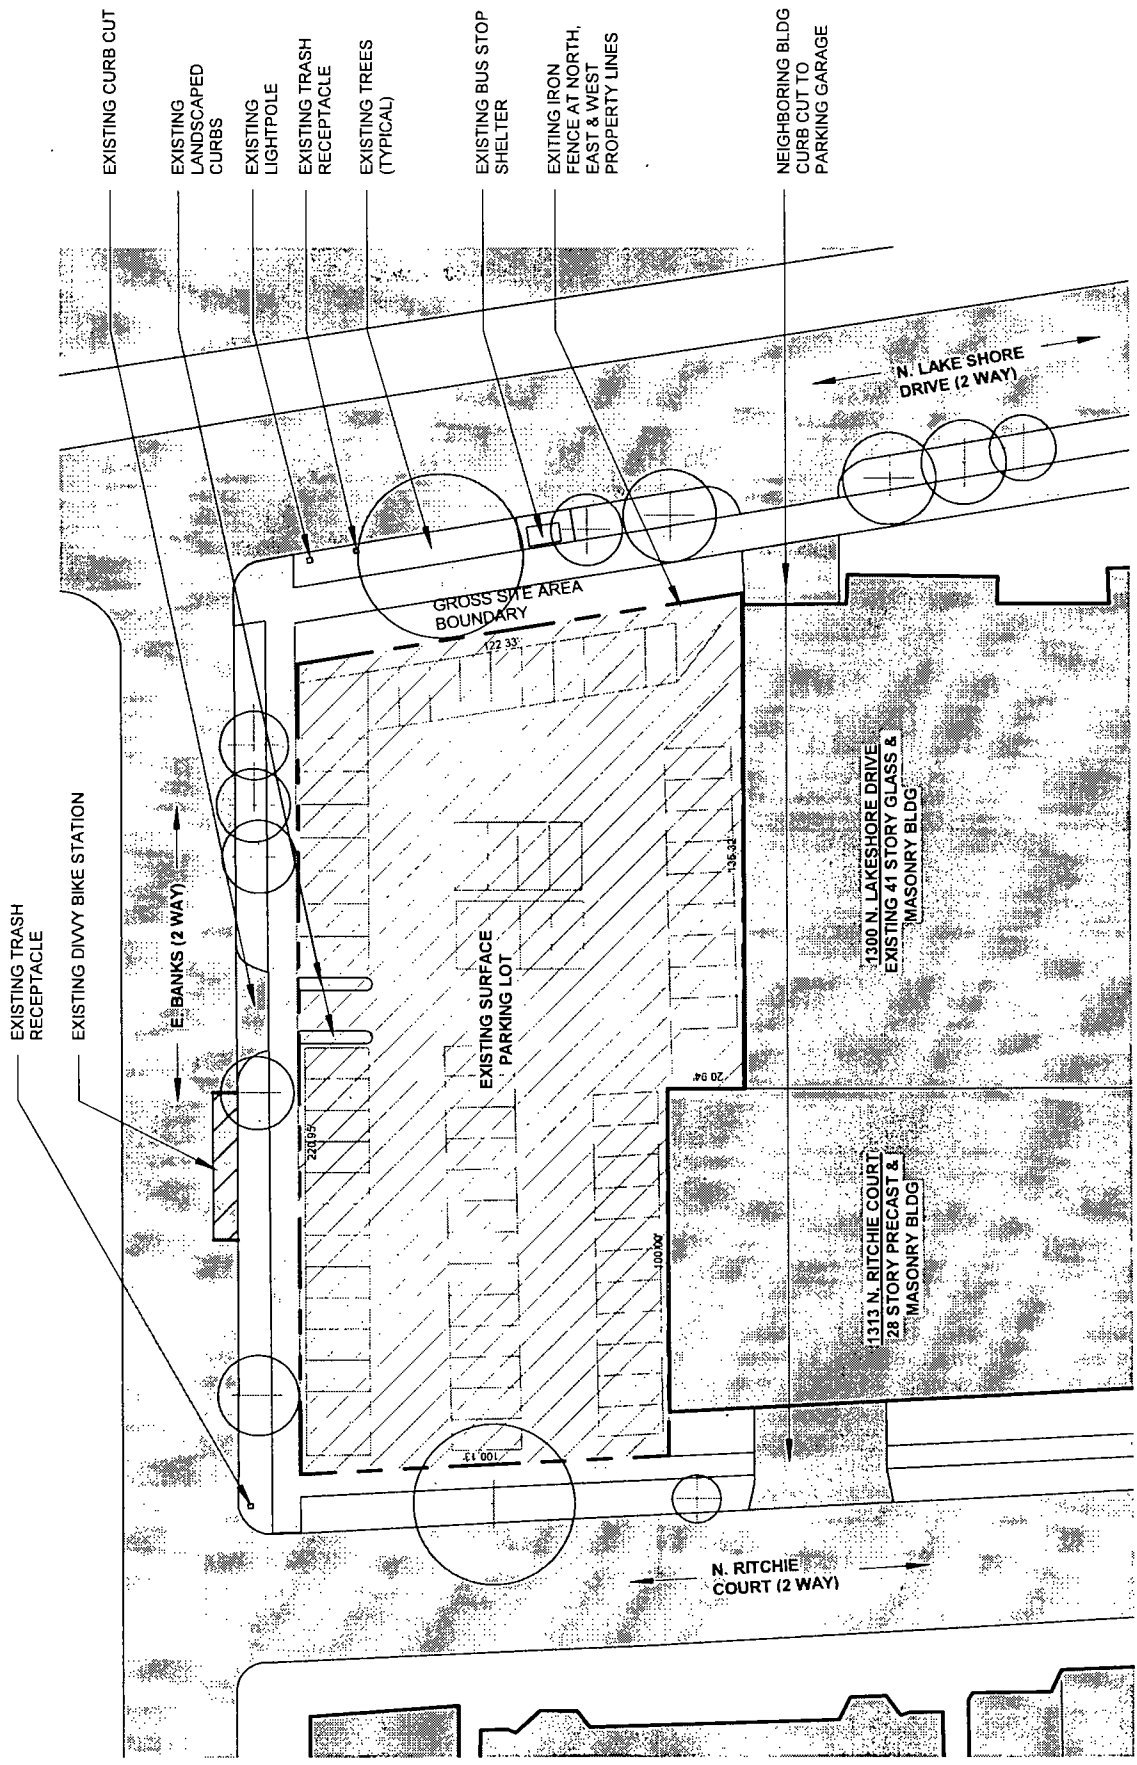 EXISTING CURB CUT
EXISTING
LANDSCAPED
CURBS
EXISTING
LIGHTPOLE
EXISTING TRASH
RECEPTACLE
EXISTING TREES
(TYPICAL)
EXISTING BUS STOP
SHELTER
EXITING IRON
FENCE AT NORTH,
EAST & WEST
PROPERTY LINES
NEIGHBORING BLDG
CURB CUT TO
PARKING GARAGE
N. LAKE SHORE
DRIVE (2 WAY)
GROSS SITE AREA
BOUNDARY
122.33'
EXISTING TRASH
RECEPTACLE
EXISTING DIVVY BIKE STATION
E. BANKS (2 WAY)
220.95'
EXISTING SURFACE
PARKING LOT
135.32'
20.94'
100.00'
100.13'
1300 N. LAKESHORE DRIVE
EXISTING 41 STORY GLASS &
MASONRY BLDG
1313 N. RITCHIE COURT
28 STORY PRECAST &
MASONRY BLDG
N. RITCHIE
COURT (2 WAY)